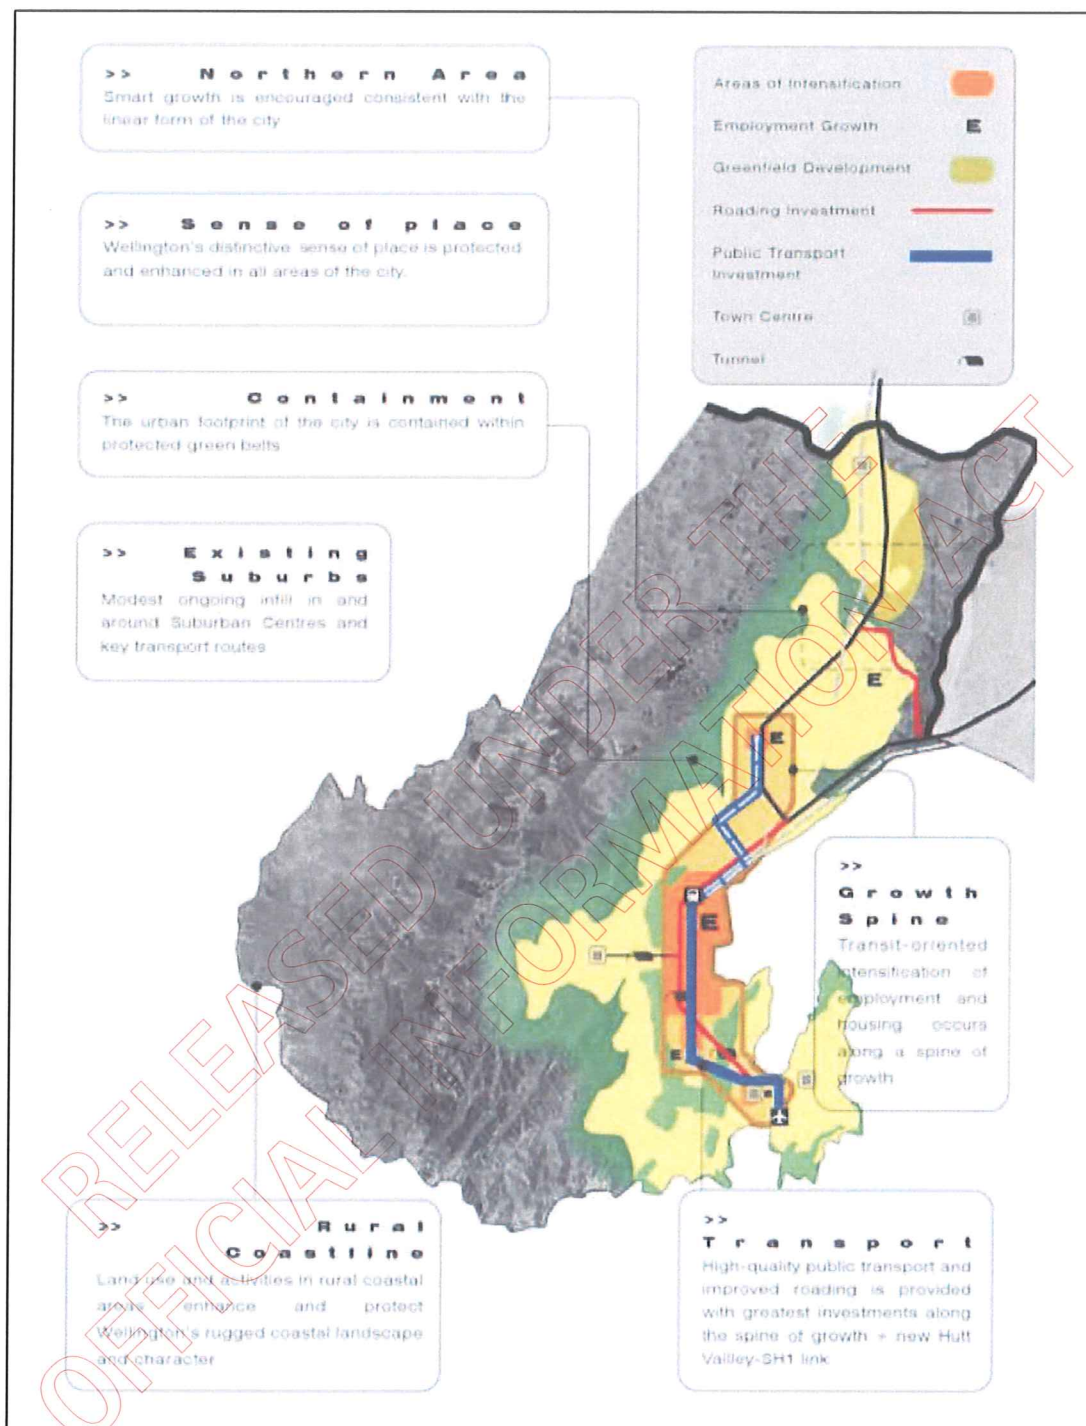 >> Northern Area
Smart growth is encouraged consistent with the
linear form of the city
>> Sense of place
Wellington's distinctive sense of place is protected
and enhanced in all areas of the city.
>> Containment
The urban footprint of the city is contained within
protected green belts
>> Existing
Suburbs
Modest ongoing infill in and
around Suburban Centres and
key transport routes
Areas of Intensification
Employment Growth E
Greenfield Development
Roading Investment
Public Transport
Investment
Town Centre
Tunnel
E
E
E
E
>>
Growth
Spine
Transit-oriented
intensification of
employment and
housing occurs
along a spine of
growth
>> Rural
Coastline
Land use and activities in rural coastal
areas enhance and protect
Wellington's rugged coastal landscape
and character
>>
Transport
High-quality public transport and
improved roading is provided
with greatest investments along
the spine of growth + new Hutt
Vallley-SH1 link
RELEASED UNDER THE
OFFICIAL INFORMATION ACT